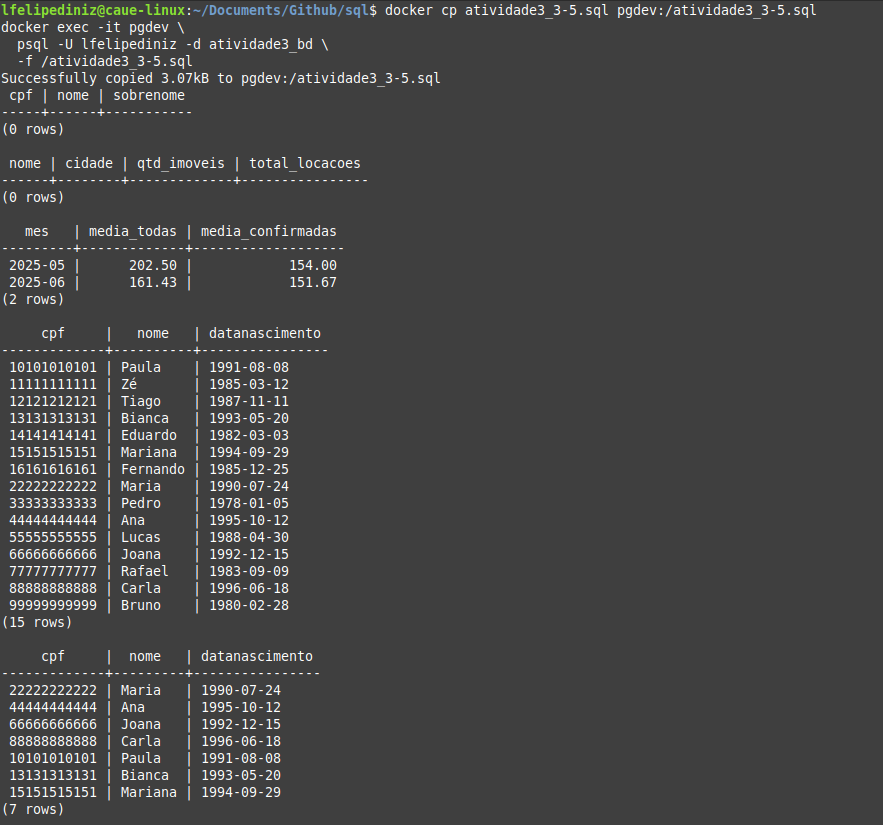 lfelipediniz@caue-linux:~/Documents/Github/sql$ docker cp atividade3_3-5.sql pgdev:/atividade3_3-5.sql
docker exec -it pgdev \
  psql -U lfelipediniz -d atividade3_bd \
  -f /atividade3_3-5.sql
Successfully copied 3.07kB to pgdev:/atividade3_3-5.sql
 cpf | nome | sobrenome
-----+------+-----------
(0 rows)

 nome | cidade | qtd_imoveis | total_locacoes
------+--------+-------------+----------------
(0 rows)

   mes   | media_todas | media_confirmadas
---------+-------------+-------------------
 2025-05 |      202.50 |            154.00
 2025-06 |      161.43 |            151.67
(2 rows)

     cpf     |   nome   | datanascimento
-------------+----------+----------------
 10101010101 | Paula    | 1991-08-08
 11111111111 | Zé       | 1985-03-12
 12121212121 | Tiago    | 1987-11-11
 13131313131 | Bianca   | 1993-05-20
 14141414141 | Eduardo  | 1982-03-03
 15151515151 | Mariana  | 1994-09-29
 16161616161 | Fernando | 1985-12-25
 22222222222 | Maria    | 1990-07-24
 33333333333 | Pedro    | 1978-01-05
 44444444444 | Ana      | 1995-10-12
 55555555555 | Lucas    | 1988-04-30
 66666666666 | Joana    | 1992-12-15
 77777777777 | Rafael   | 1983-09-09
 88888888888 | Carla    | 1996-06-18
 99999999999 | Bruno    | 1980-02-28
(15 rows)

     cpf     |  nome   | datanascimento
-------------+---------+----------------
 22222222222 | Maria   | 1990-07-24
 44444444444 | Ana     | 1995-10-12
 66666666666 | Joana   | 1992-12-15
 88888888888 | Carla   | 1996-06-18
 10101010101 | Paula   | 1991-08-08
 13131313131 | Bianca  | 1993-05-20
 15151515151 | Mariana | 1994-09-29
(7 rows)